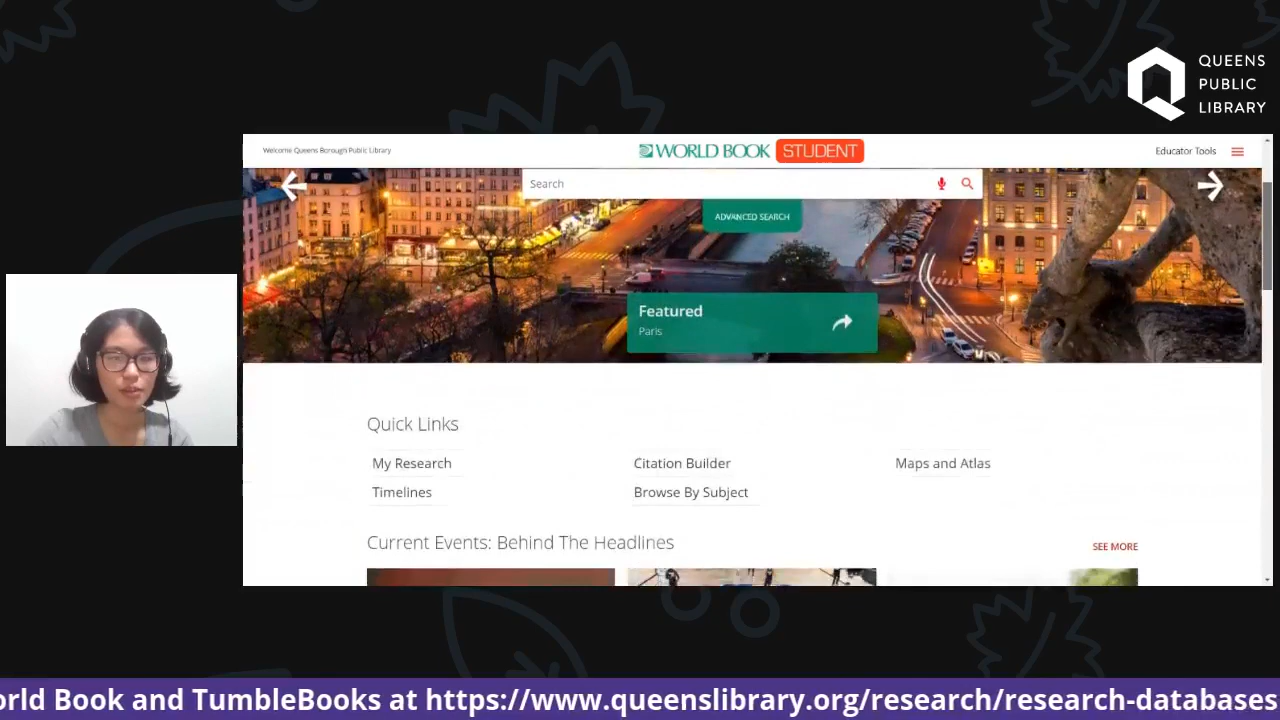 QUEENS
PUBLIC
LIBRARY
Welcome Queens Borough Public Library
WORLD BOOK STUDENT
Educator Tools
Search
ADVANCED SEARCH
Featured
Paris
Quick Links
My Research
Citation Builder
Maps and Atlas
Timelines
Browse By Subject
Current Events: Behind The Headlines
SEE MORE
orld Book and TumbleBooks at https://www.queenslibrary.org/research/research-databases